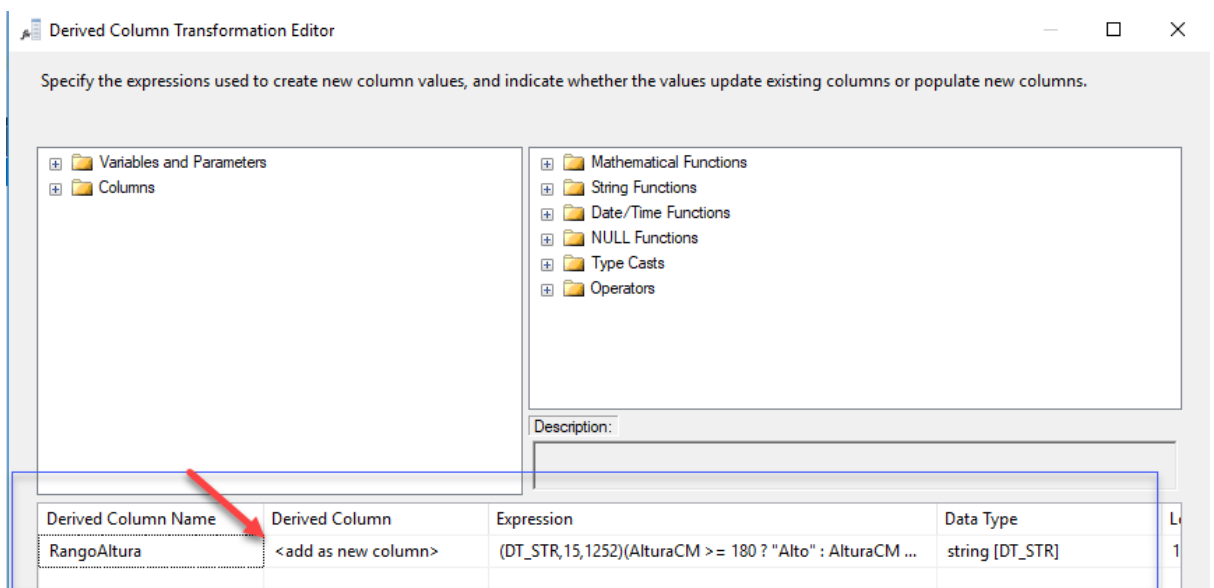 Derived Column Transformation Editor
Specify the expressions used to create new column values, and indicate whether the values update existing columns or populate new columns.
Variables and Parameters
Columns
Mathematical Functions
String Functions
Date/Time Functions
NULL Functions
Type Casts
Operators
Description:
Derived Column Name Derived Column Expression Data Type
RangoAltura <add as new column> (DT_STR,15,1252)(AlturaCM >= 180 ? "Alto" : AlturaCM ... string [DT_STR] 1